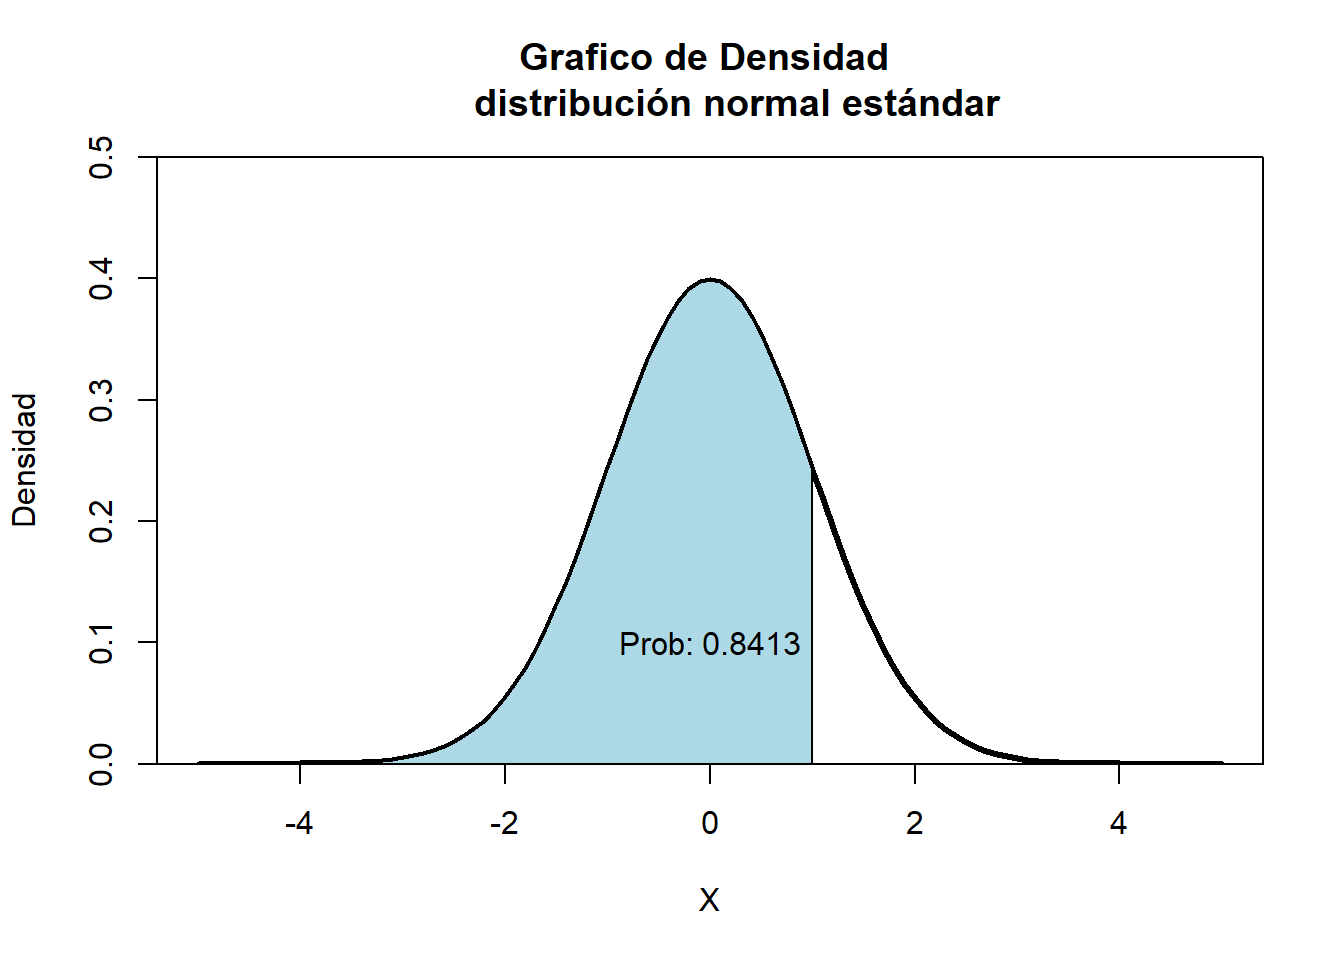 Grafico de Densidad
distribución normal estándar
0.5
0.4
0.3
0.2
0.1
0.0
Densidad
Prob: 0.8413
-4 -2 0 2 4
X